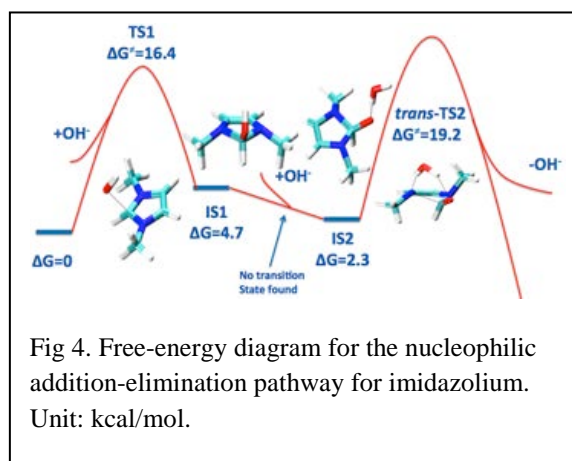 TS1
ΔG≠=16.4
+OH-
ΔG=0
IS1
ΔG=4.7
+OH-
No transition
State found
IS2
ΔG=2.3
trans-TS2
ΔG≠=19.2
-OH-
Fig 4. Free-energy diagram for the nucleophilic
addition-elimination pathway for imidazolium.
Unit: kcal/mol.